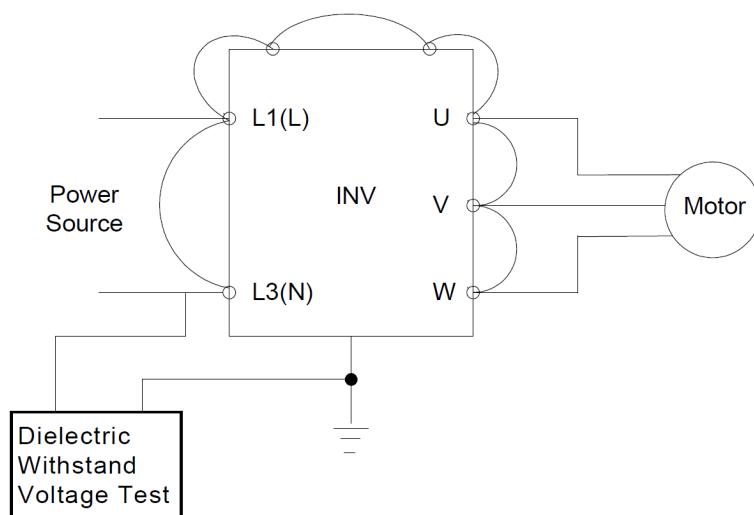 L1(L)
U
Power
Source
INV
V
Motor
L3(N)
W
Dielectric
Withstand
Voltage Test